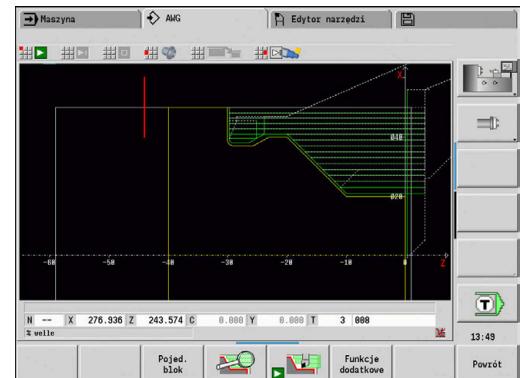 Maszyna AWG Edytor narzędzi
X
Ø40
Ø20
-60 -50 -40 -30 -20 -10 0 Z
N -- X 276.936 Z 243.574 C 0.000 Y 0.000 T 3 008
% welle
T
13:49
Pojed. blok
Funkcje dodatkowe
Powrót